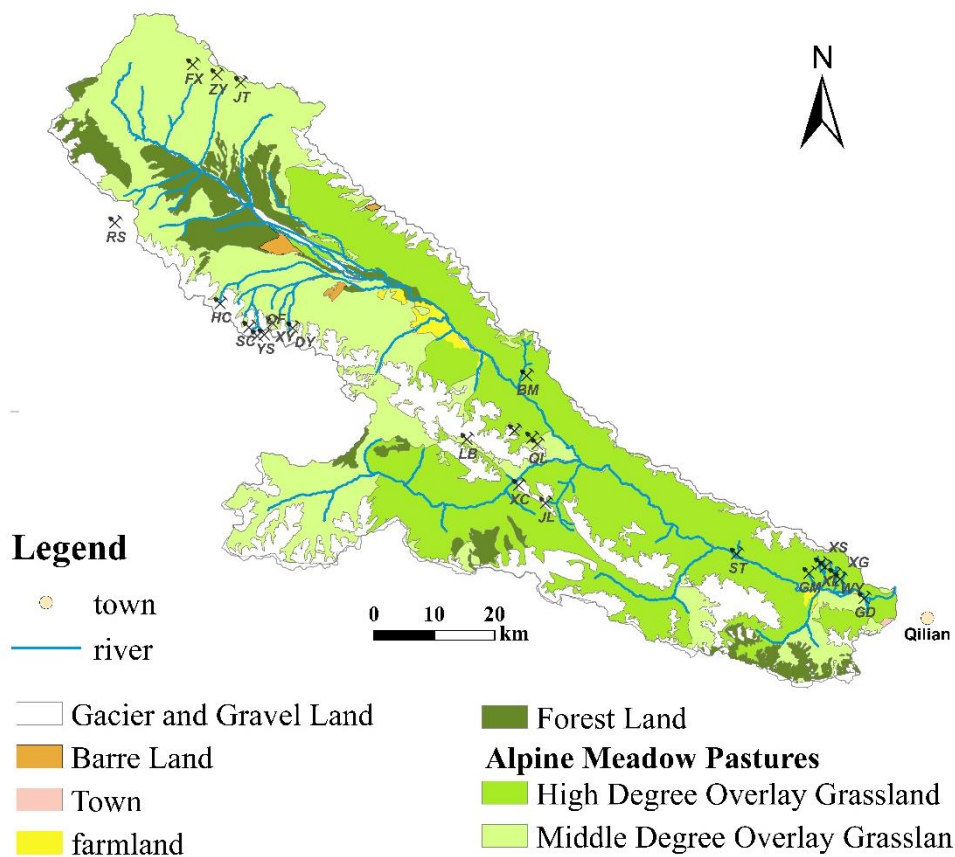 N
FX
ZY
JT
RS
HC
SC
YS
XY
DY
BM
LB
QL
XC
JL
ST
XS
XG
GM
WX
GD
Qilian
Legend
town
river
0 10 20
km
Gacier and Gravel Land
Barre Land
Town
farmland
Forest Land
Alpine Meadow Pastures
High Degree Overlay Grassland
Middle Degree Overlay Grasslan